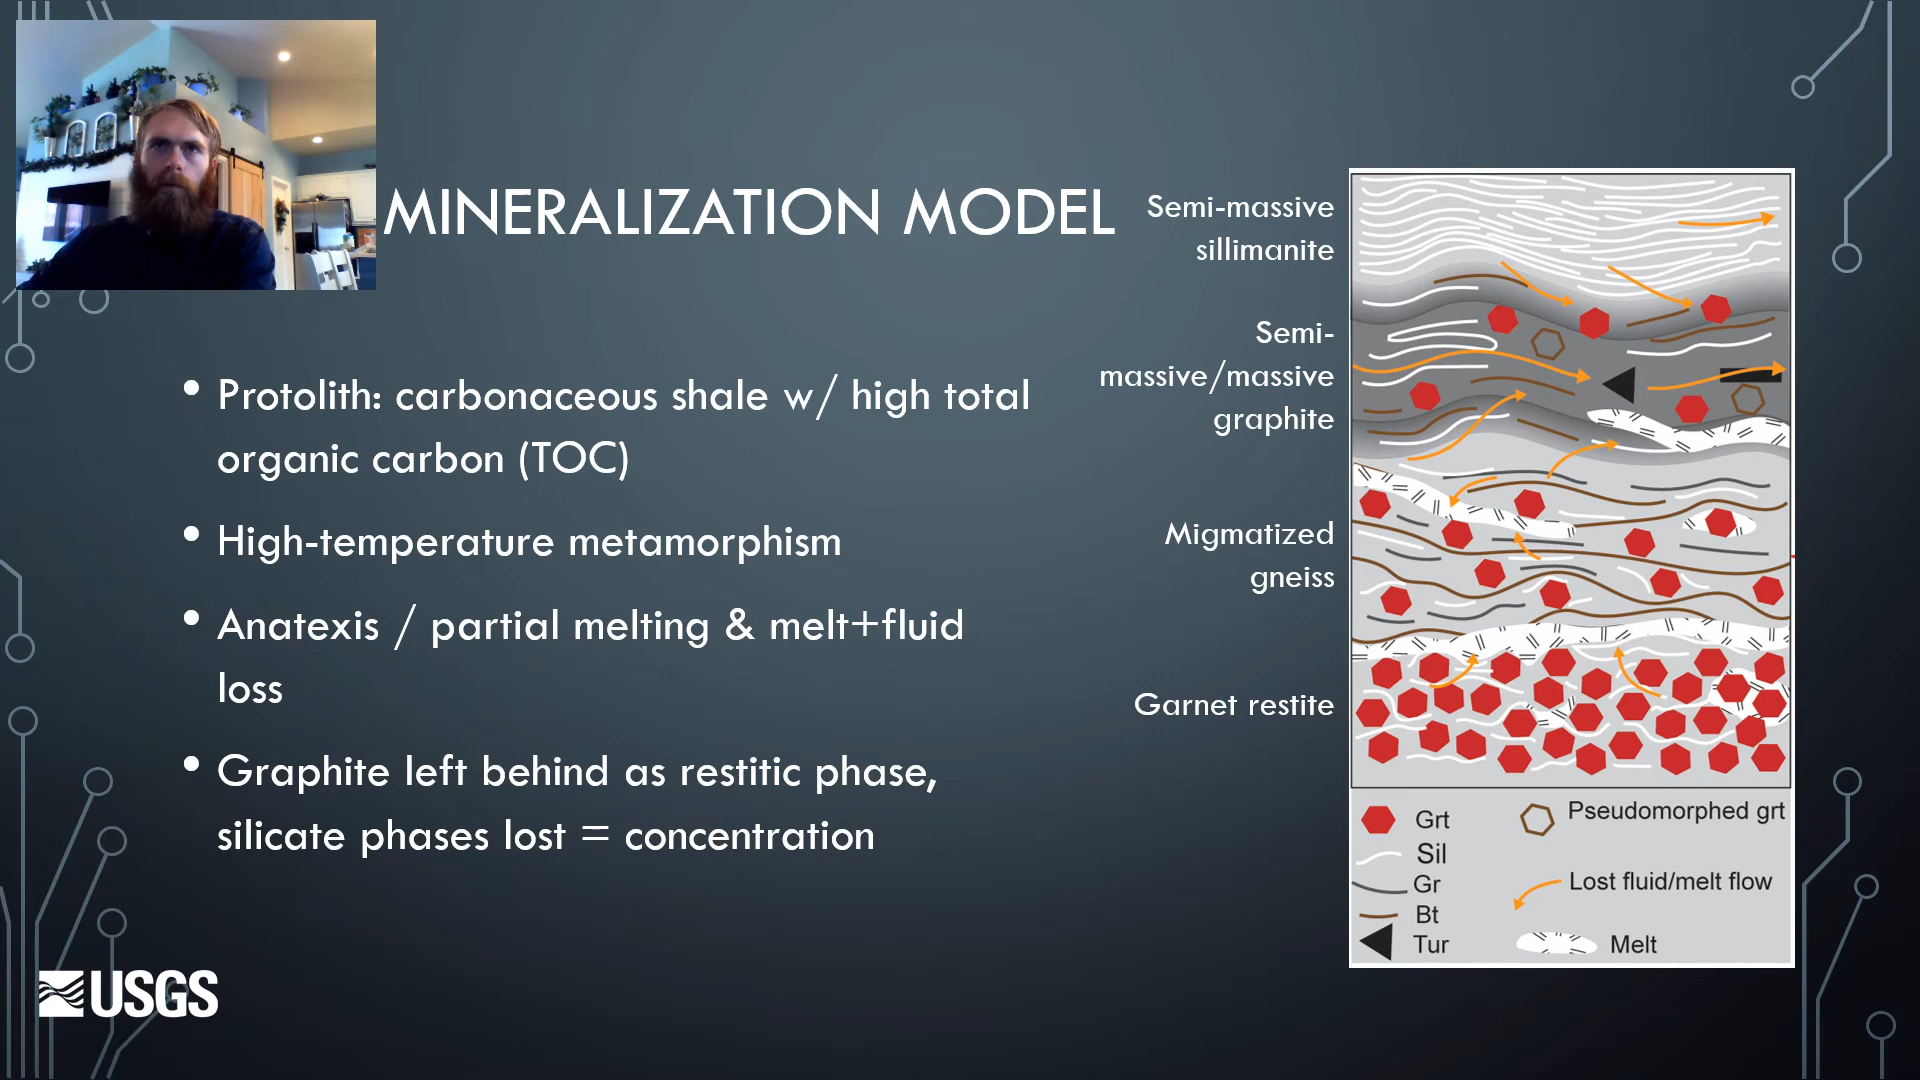 MINERALIZATION MODEL
• Protolith: carbonaceous shale w/ high total
organic carbon (TOC)
• High-temperature metamorphism
• Anatexis / partial melting & melt+fluid
loss
• Graphite left behind as restitic phase,
silicate phases lost = concentration
Semi-massive
sillimanite
Semi-
massive/massive
graphite
Migmatized
gneiss
Garnet restite
Grt
Sil
Gr
Bt
Tur
Pseudomorphed grt
Lost fluid/melt flow
Melt
USGS